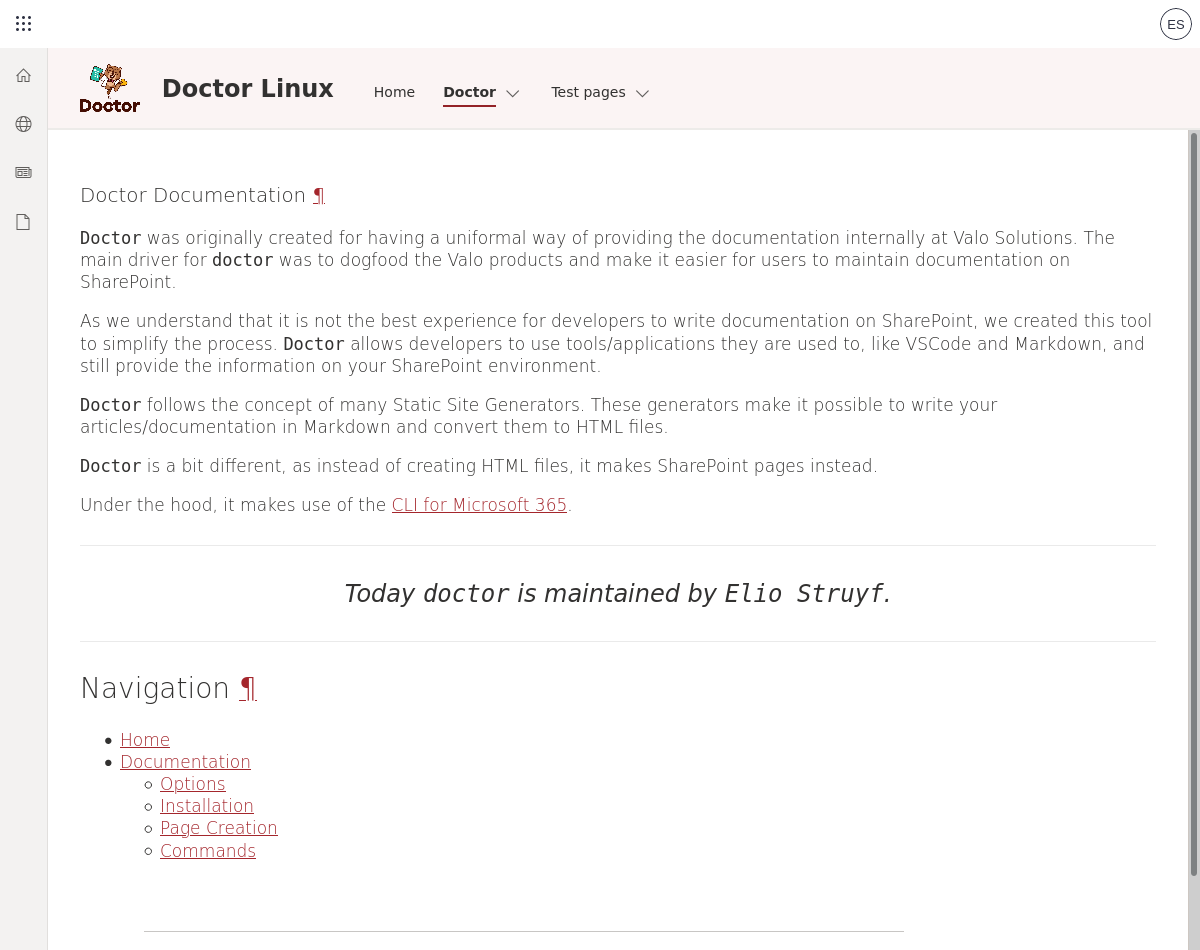 ES
Doctor
Doctor Linux
Home Doctor Test pages
Doctor Documentation ¶
Doctor was originally created for having a uniformal way of providing the documentation internally at Valo Solutions. The
main driver for doctor was to dogfood the Valo products and make it easier for users to maintain documentation on
SharePoint.
As we understand that it is not the best experience for developers to write documentation on SharePoint, we created this tool
to simplify the process. Doctor allows developers to use tools/applications they are used to, like VSCode and Markdown, and
still provide the information on your SharePoint environment.
Doctor follows the concept of many Static Site Generators. These generators make it possible to write your
articles/documentation in Markdown and convert them to HTML files.
Doctor is a bit different, as instead of creating HTML files, it makes SharePoint pages instead.
Under the hood, it makes use of the CLI for Microsoft 365.
Today doctor is maintained by Elio Struyf.
Navigation ¶
Home
Documentation
Options
Installation
Page Creation
Commands